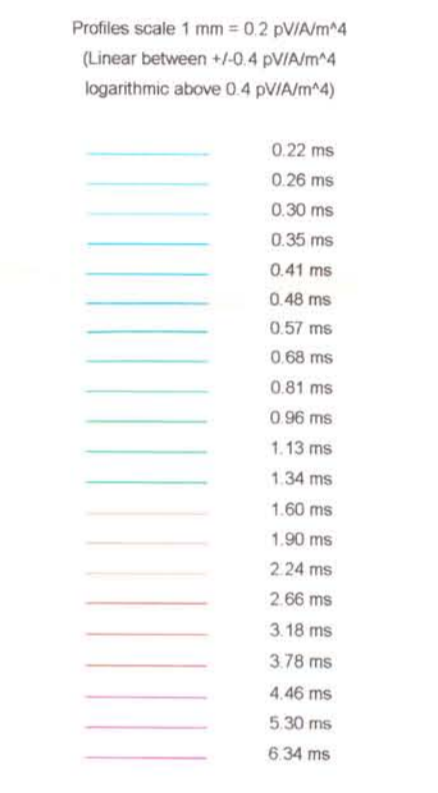 Profiles scale 1 mm = 0.2 pV/A/m^4
(Linear between +/-0.4 pV/A/m^4
logarithmic above 0.4 pV/A/m^4)
0.22 ms
0.26 ms
0.30 ms
0.35 ms
0.41 ms
0.48 ms
0.57 ms
0.68 ms
0.81 ms
0.96 ms
1.13 ms
1.34 ms
1.60 ms
1.90 ms
2.24 ms
2.66 ms
3.18 ms
3.78 ms
4.46 ms
5.30 ms
6.34 ms